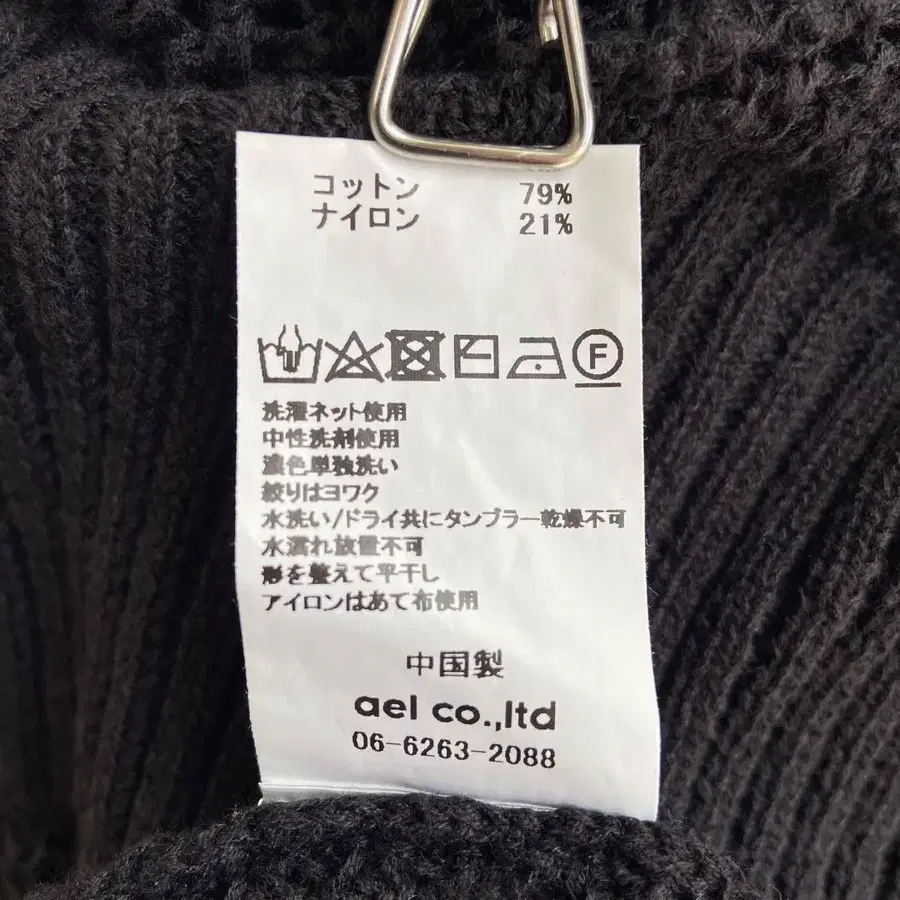 コットン 79%
ナイロン 21%
F
洗濯ネット使用
中性洗剤使用
濃色単独洗い
絞りはヨワク
水洗い/ドライ共にタンブラー乾燥不可
水濡れ放置不可
形を整えて平干し
アイロンはあて布使用
中国製
ael co.,ltd
06-6263-2088